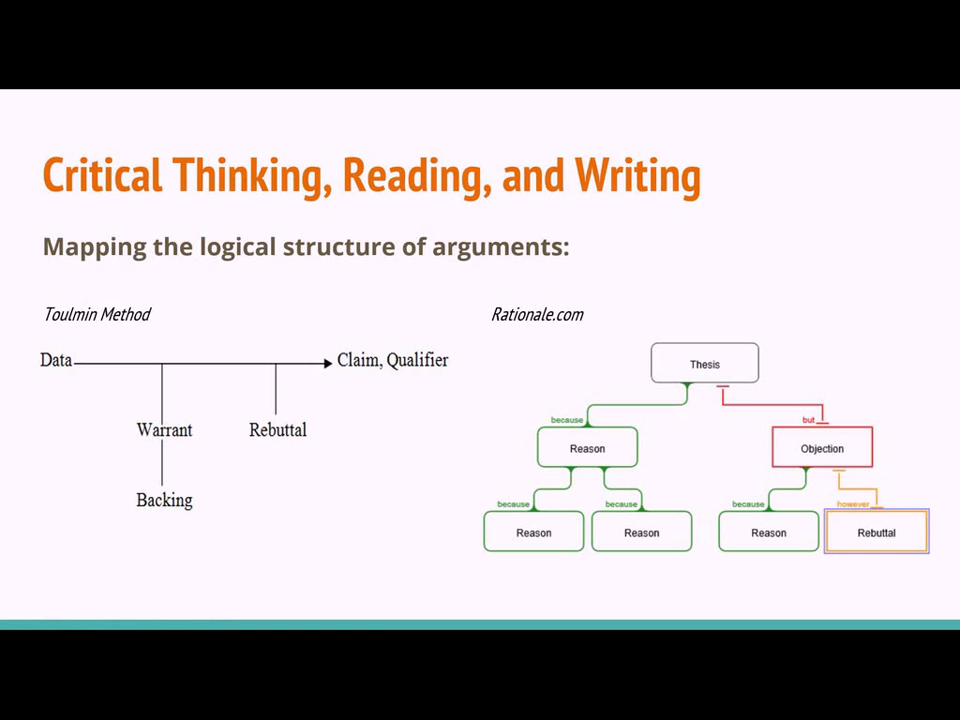 Critical Thinking, Reading, and Writing
Mapping the logical structure of arguments:
Toulmin Method
Data
Claim, Qualifier
Warrant
Rebuttal
Backing
Rationale.com
Thesis
because
but
Reason
Objection
because
because
because
however
Reason
Reason
Reason
Rebuttal